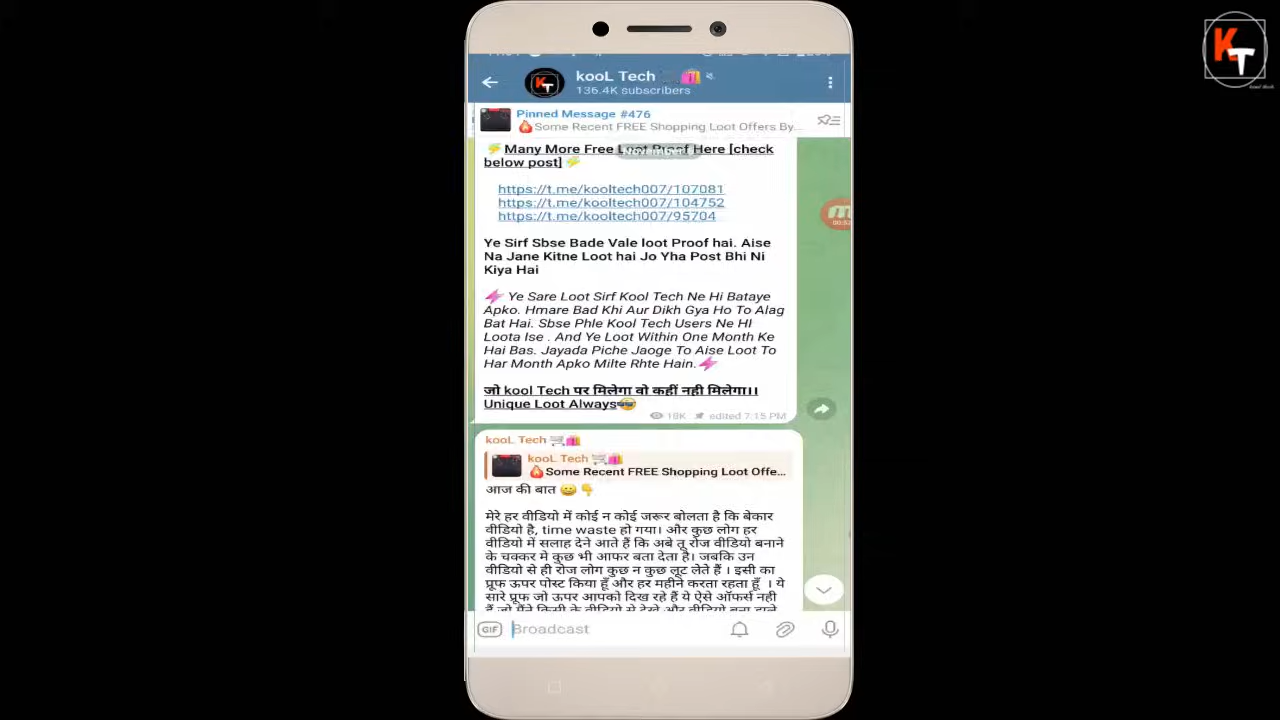 KT
kooL Tech 🛒🛍
136.4K subscribers
KT
Pinned Message #476
🔥Some Recent FREE Shopping Loot Offers By...
⚡Many More Free Loot Proof Here [check
below post]⚡
November
https://t.me/kooltech007/107081
https://t.me/kooltech007/104752
https://t.me/kooltech007/95704
Ye Sirf Sbse Bade Vale loot Proof hai. Aise
Na Jane Kitne Loot hai Jo Yha Post Bhi Ni
Kiya Hai
⚡ Ye Sare Loot Sirf Kool Tech Ne Hi Bataye
Apko. Hmare Bad Khi Aur Dikh Gya Ho To Alag
Bat Hai. Sbse Phle Kool Tech Users Ne HI
Loota Ise . And Ye Loot Within One Month Ke
Hai Bas. Jayada Piche Jaoge To Aise Loot To
Har Month Apko Milte Rhte Hain.⚡
जो kool Tech पर मिलेगा वो कहीं नही मिलेगा।।
Unique Loot Always😎
18K edited 7:15 PM
kooL Tech 🛒🛍
kooL Tech 🛒🛍
🔥Some Recent FREE Shopping Loot Offe...
आज की बात 😄👇
मेरे हर वीडियो में कोई न कोई जरूर बोलता है कि बेकार
वीडियो है, time waste हो गया। और कुछ लोग हर
वीडियो में सलाह देने आते हैं कि अबे तू रोज वीडियो बनाने
के चक्कर मे कुछ भी आफर बता देता है। जबकि उन
वीडियो से ही रोज लोग कुछ न कुछ लूट लेते हैं । इसी का
प्रूफ ऊपर पोस्ट किया हूँ और हर महीने करता रहता हूँ । ये
सारे प्रूफ जो ऊपर आपको दिख रहे हैं ये ऐसे ऑफर्स नही
हैं जो मैंने किसी के वीडियो से देखे और वीडियो बना डाले
GIF
Broadcast